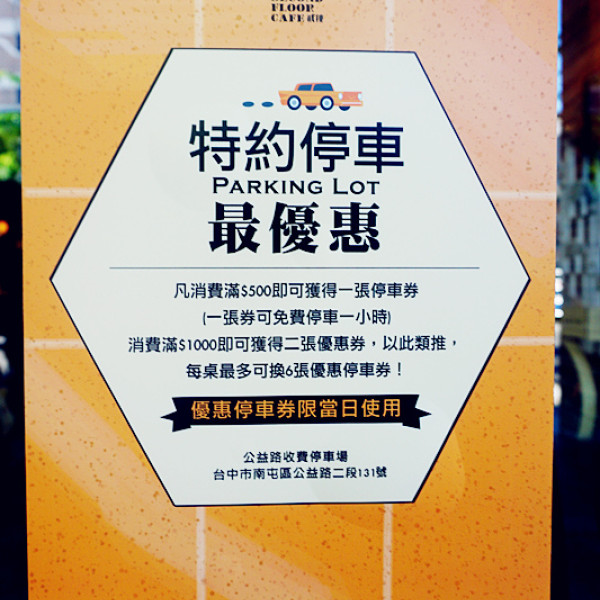 SECOND
FLOOR
CAFE 貳樓
特約停車
PARKING LOT
最優惠
凡消費滿$500即可獲得一張停車券
(一張券可免費停車一小時)
消費滿$1000即可獲得二張優惠券，以此類推，
每桌最多可換6張優惠停車券！
優惠停車券限當日使用
公益路收費停車場
台中市南屯區公益路二段131號